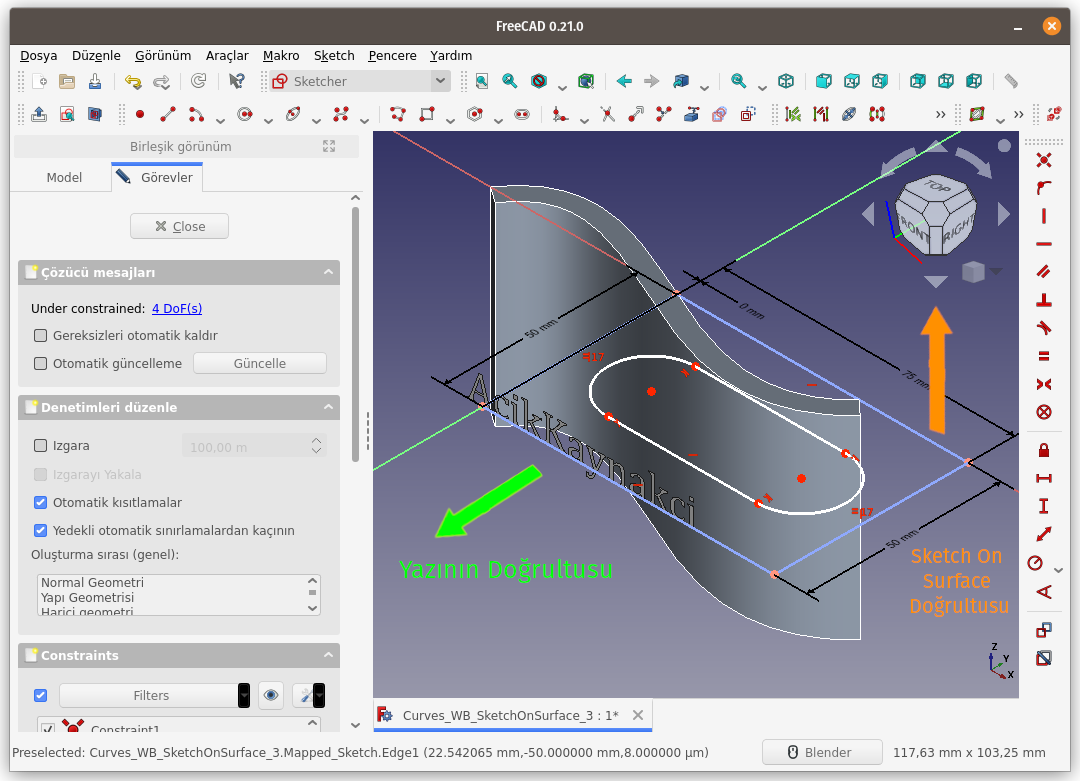 FreeCAD 0.21.0
Dosya Düzenle Görünüm Araçlar Makro Sketch Pencere Yardım
Sketcher
Birleşik görünüm
Model Görevler
Close
Çözücü mesajları
Under constrained: 4 DoF(s)
Gereksizleri otomatik kaldır
Otomatik güncelleme Güncelle
Denetimleri düzenle
Izgara 100.00 m
Izgarayı Yakala
Otomatik kısıtlamalar
Yedekli otomatik sınırlamalardan kaçının
Oluşturma sırası (genel):
Normal Geometri
Yapı Geometrisi
Harici geometri
Constraints
Filters
Constraint1
TOP
FRONT RIGHT
0 mm
50 mm
75 mm
17
AcikKaynakci
17
50 mm
Yazının Doğrultusu
Sketch On
Surface
Doğrultusu
Z
Y
X
Curves_WB_SketchOnSurface_3 : 1*
Preselected: Curves_WB_SketchOnSurface_3.Mapped_Sketch.Edge1 (22.542065 mm,-50.000000 mm,8.000000 µm) Blender 117,63 mm x 103,25 mm